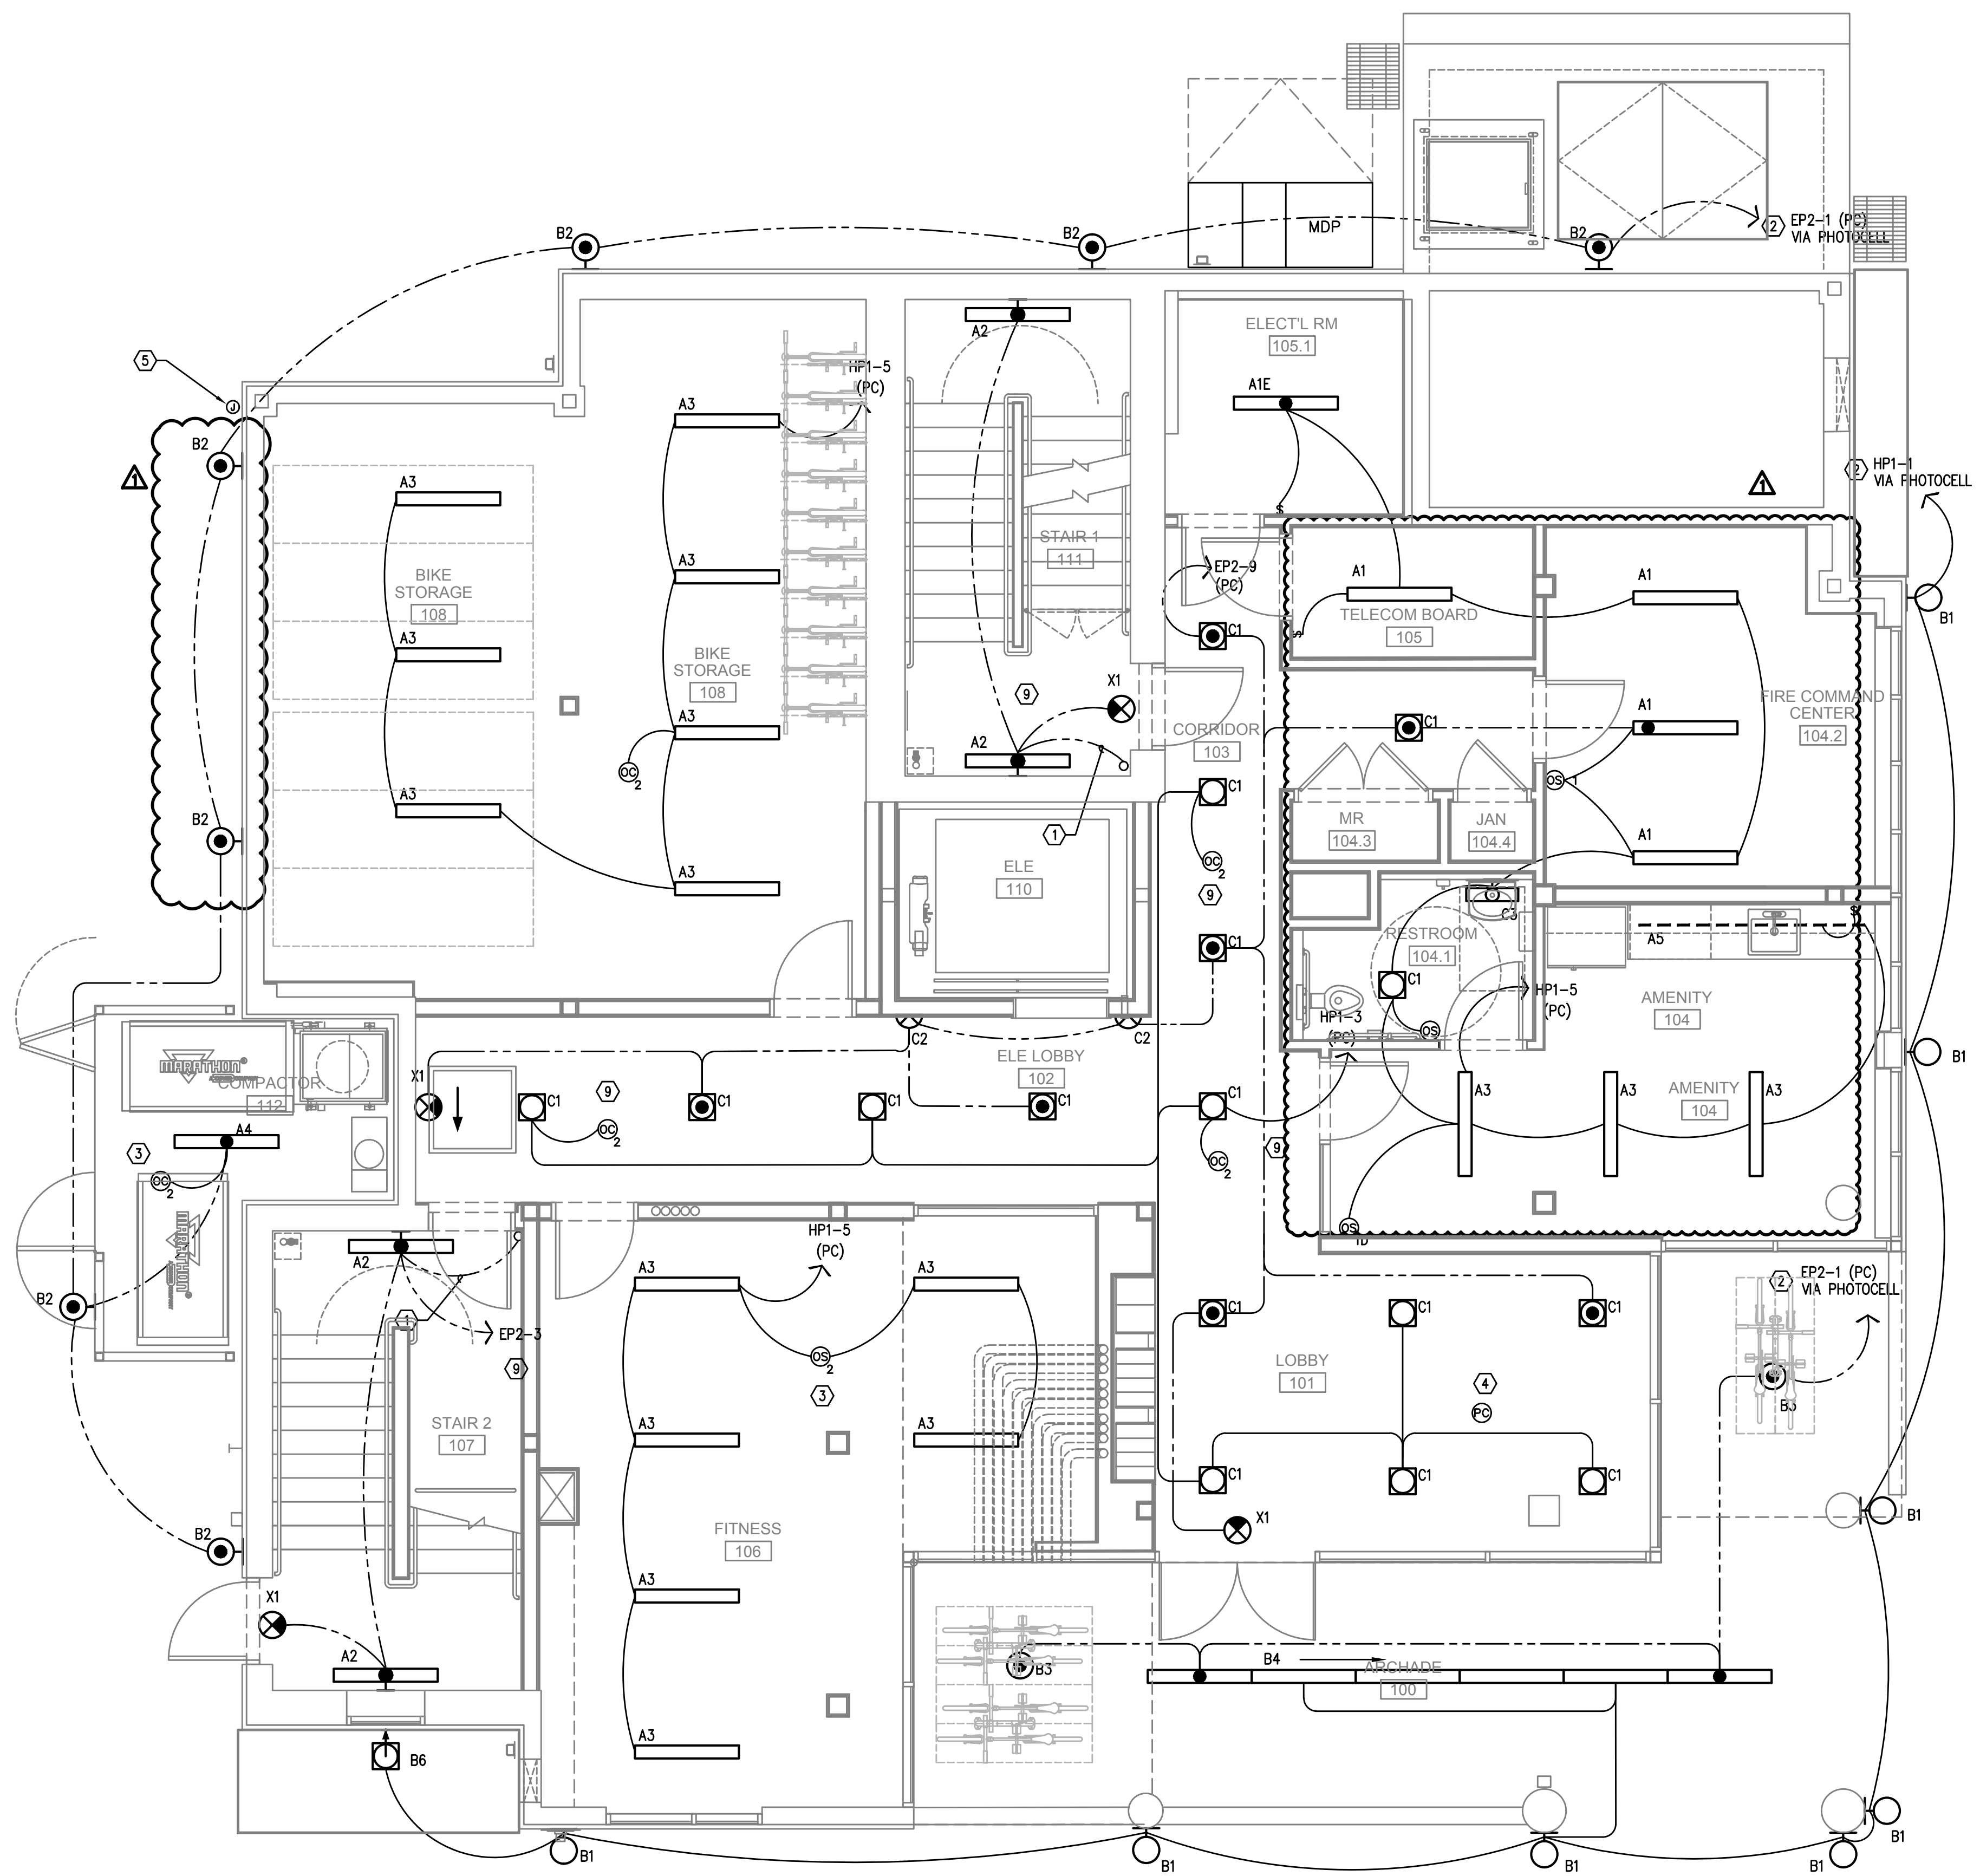 MDP
B2
B2
B2
2
EP2-1 (PC)
VIA PHOTOCELL
A2
ELECT'L RM
105.1
5
J
HP1-5
(PC)
A1E
A3
B2
1
A3
1
2
HP1-1
VIA PHOTOCELL
$
STAIR 1
111
BIKE
STORAGE
108
A3
EP2-9
(PC)
A1
TELECOM BOARD
105
$
A1
B1
C1
A3
BIKE
STORAGE
108
9
X1
A3
CORRIDOR
103
C1
A1
FIRE COMMAND
CENTER
104.2
A2
OC
2
OS
1
A3
B2
1
MR
104.3
JAN
104.4
A1
A3
ELE
110
OC
2
9
C3
C1
RESTROOM
104.1
$
A5
C1
OS
HP1-5
(PC)
AMENITY
104
C2
C2
HP1-3
(PC)
MARATHON®
COMPACTOR
112
X1
ELE LOBBY
102
B1
9
C1
C1
C1
C1
C1
A3
A3
A3
AMENITY
104
A4
OC
2
3
OC
2
OC
2
9
OS
1D
MARATHON®
A2
HP1-5
(PC)
A3
A3
2
EP2-1 (PC)
VIA PHOTOCELL
B2
1
EP2-3
C1
C1
C1
9
OS
2
3
LOBBY
101
4
PC
STAIR 2
107
A3
A3
C1
C1
C1
B2
FITNESS
106
X1
B1
X1
A3
A2
B3
B4
ARCHADE
100
A3
B6
B1
B1
B1
B1
B1